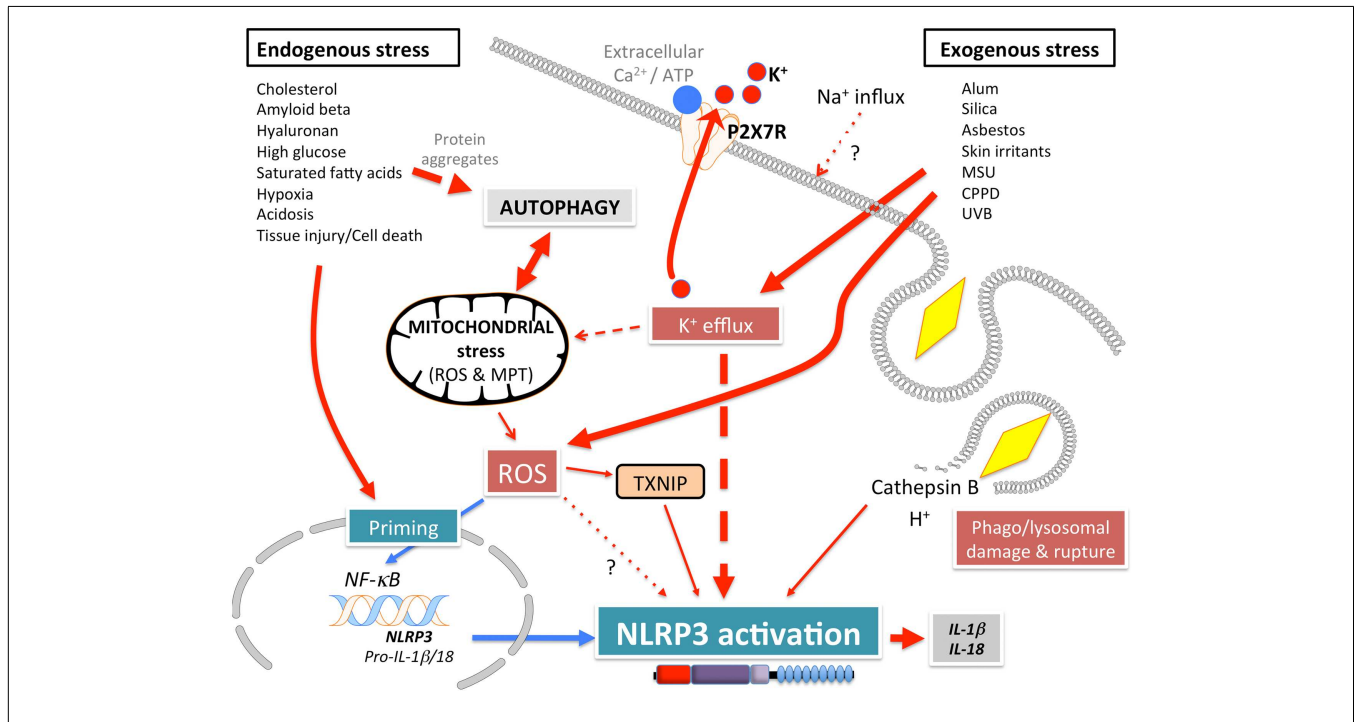 Endogenous stress
Cholesterol
Amyloid beta
Hyaluronan
High glucose
Saturated fatty acids
Hypoxia
Acidosis
Tissue injury/Cell death
Protein
aggregates
AUTOPHAGY
Extracellular
Ca²⁺ / ATP
K⁺
P2X7R
Na⁺ influx
?
Exogenous stress
Alum
Silica
Asbestos
Skin irritants
MSU
CPPD
UVB
MITOCHONDRIAL
stress
(ROS & MPT)
K⁺ efflux
ROS
TXNIP
Cathepsin B
H⁺
Phago/lysosomal
damage & rupture
Priming
NF-κB
NLRP3
Pro-IL-1β/18
?
NLRP3 activation
IL-1β
IL-18